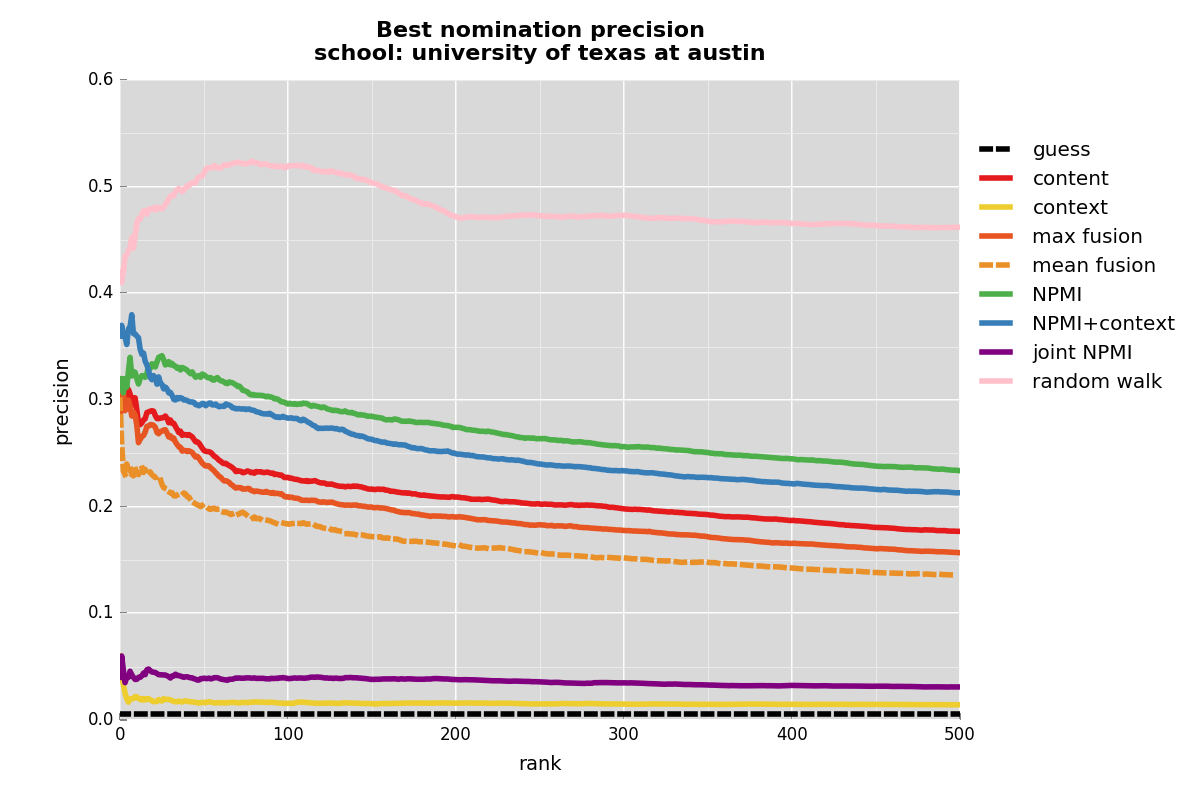 Best nomination precision
school: university of texas at austin
precision
0.6
0.5
0.4
0.3
0.2
0.1
0.0
0 100 200 300 400 500
rank
guess
content
context
max fusion
mean fusion
NPMI
NPMI+context
joint NPMI
random walk